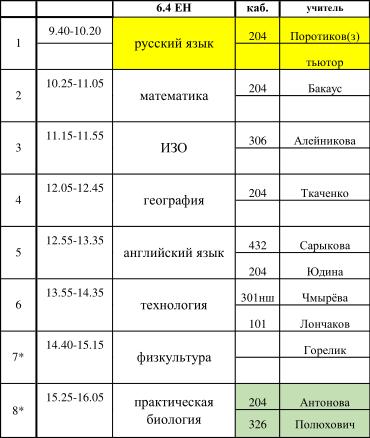 6.4 ЕН каб. учитель
1 9.40-10.20 русский язык 204 Поротиков(з)
тьютор
2 10.25-11.05 математика 204 Бакаус
3 11.15-11.55 ИЗО 306 Алейникова
4 12.05-12.45 география 204 Ткаченко
5 12.55-13.35 английский язык 432 Сарыкова
204 Юдина
6 13.55-14.35 технология 301нш Чмырёва
101 Лончаков
7* 14.40-15.15 физкультура Горелик
8* 15.25-16.05 практическая биология 204 Антонова
326 Полюхович